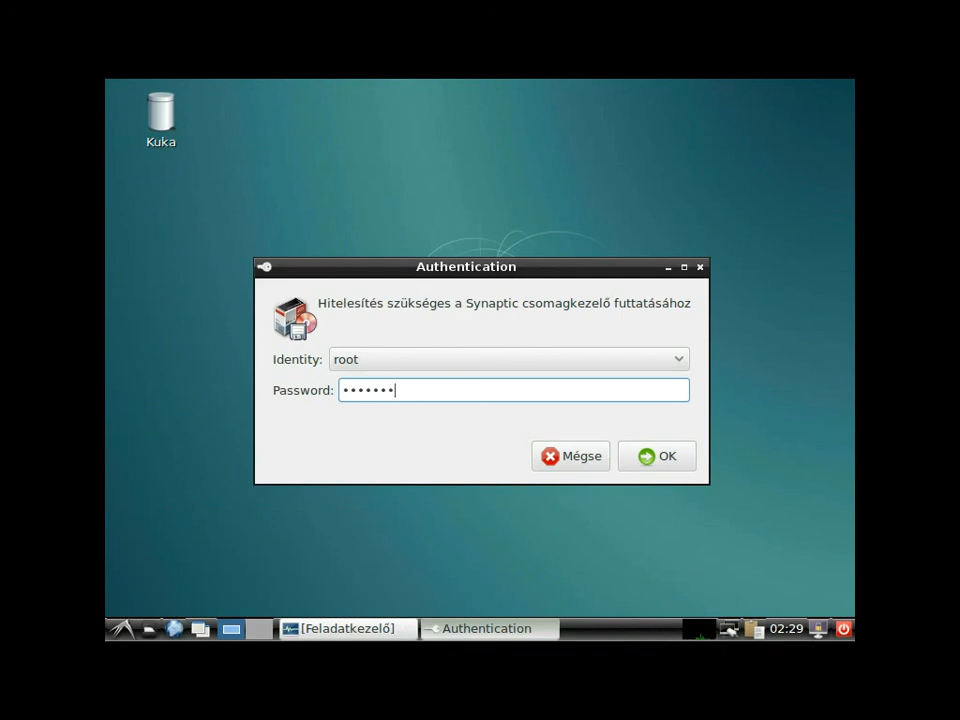 Kuka
Authentication
Hitelesítés szükséges a Synaptic csomagkezelő futtatásához
Identity: root
Password: •••••••
Mégse OK
[Feladatkezelő] Authentication 02:29